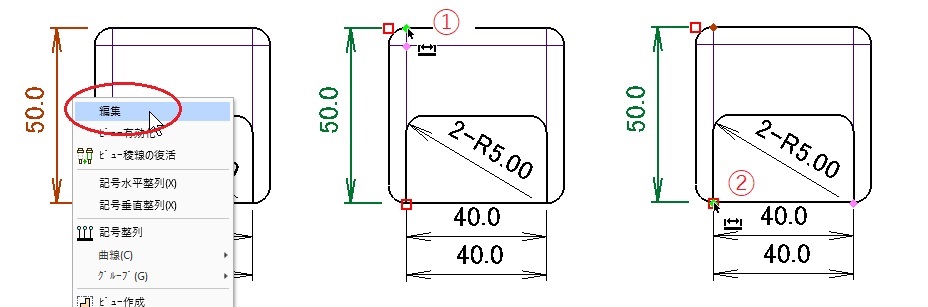 50.0
編集
ビュー有効化
ビュー稜線の復活
記号水平整列(X)
記号垂直整列(X)
記号整列
曲線(C)
グループ(G)
ビュー作成
①
50.0
2-R5.00
40.0
40.0
50.0
2-R5.00
②
40.0
40.0